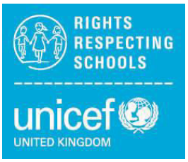 RIGHTS
RESPECTING
SCHOOLS
unicef
UNITED KINGDOM